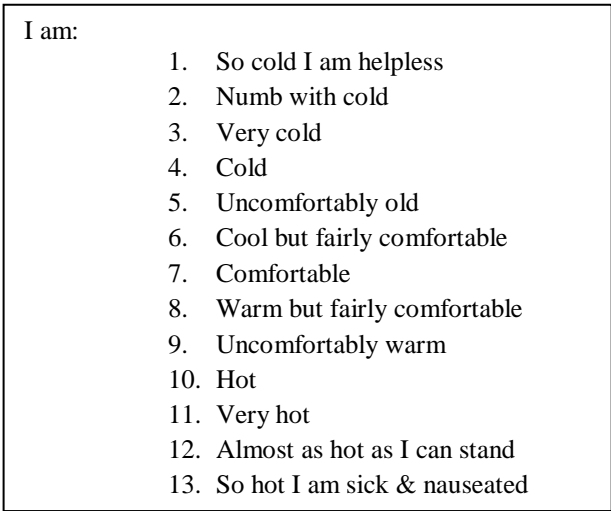 I am:
1. So cold I am helpless
2. Numb with cold
3. Very cold
4. Cold
5. Uncomfortably old
6. Cool but fairly comfortable
7. Comfortable
8. Warm but fairly comfortable
9. Uncomfortably warm
10. Hot
11. Very hot
12. Almost as hot as I can stand
13. So hot I am sick & nauseated